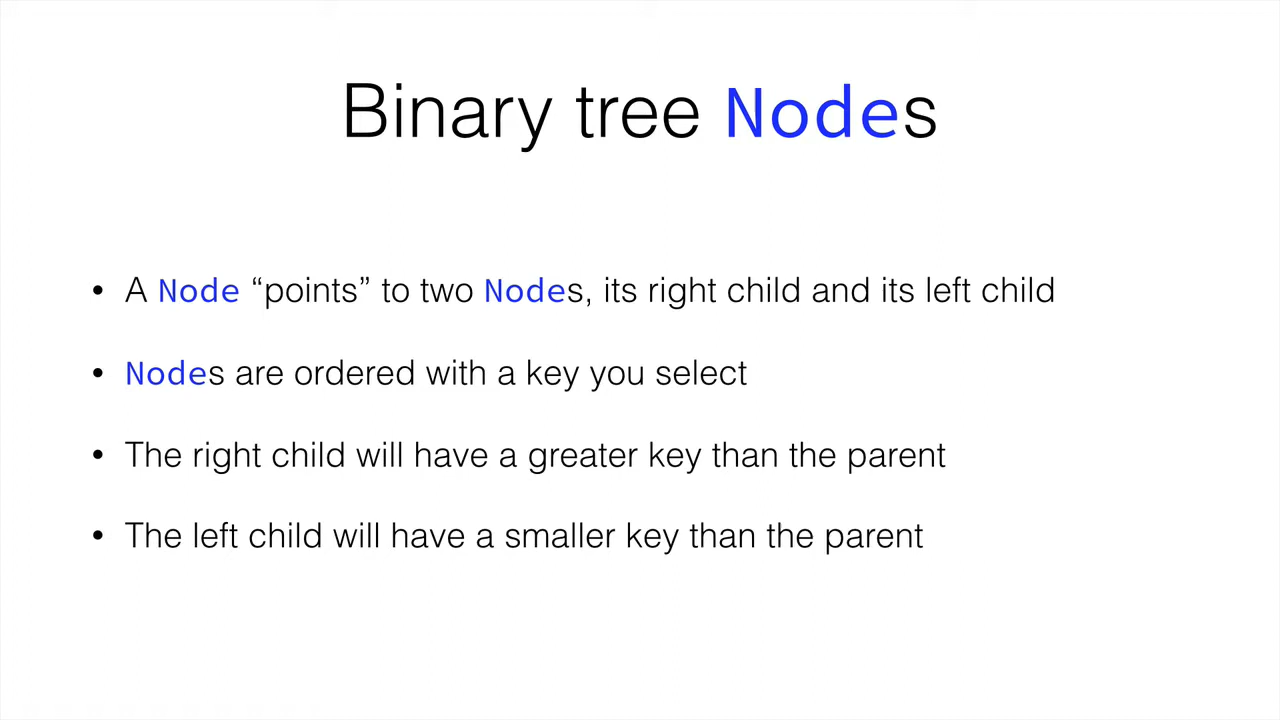 Binary tree Nodes
• A Node “points” to two Nodes, its right child and its left child
• Nodes are ordered with a key you select
• The right child will have a greater key than the parent
• The left child will have a smaller key than the parent